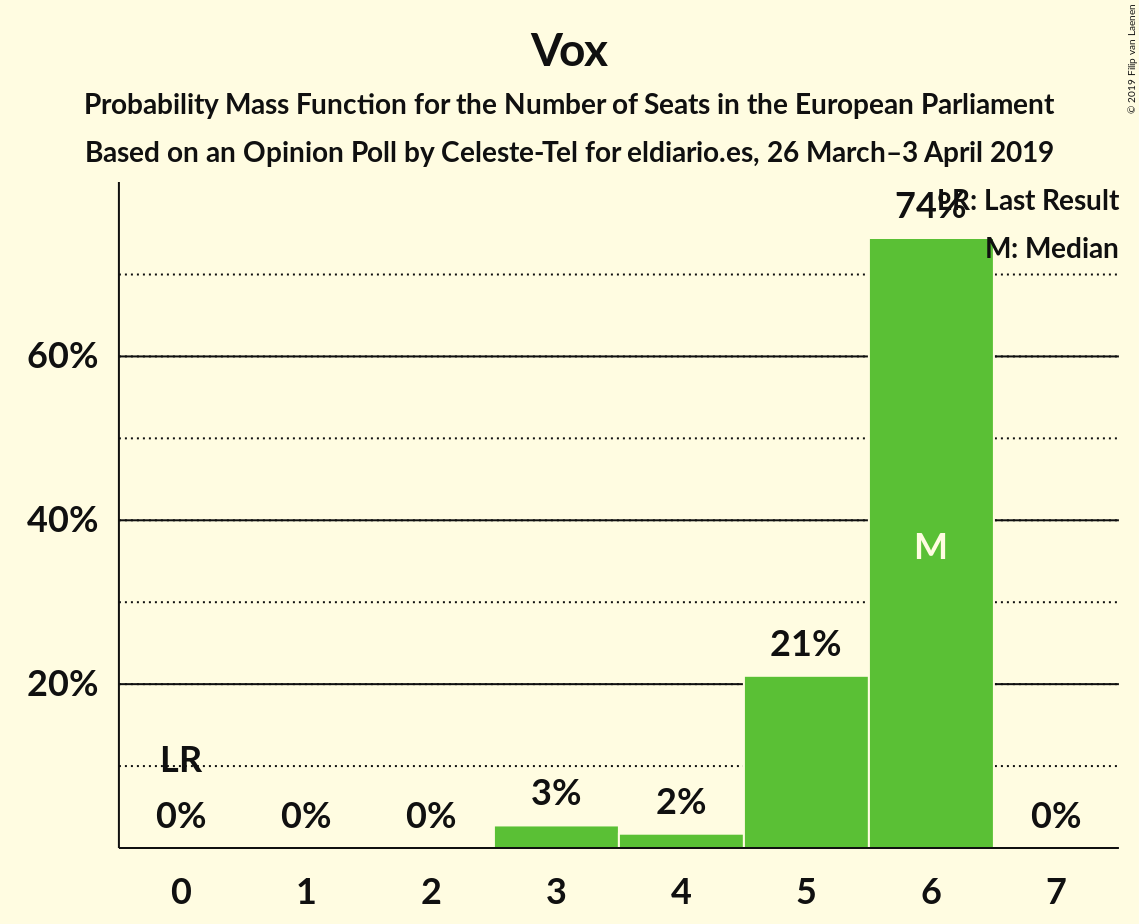 Vox
Probability Mass Function for the Number of Seats in the European Parliament
Based on an Opinion Poll by Celeste-Tel for eldiario.es, 26 March–3 April 2019
© 2019 Filip van Laenen
LR: Last Result
M: Median
74%
60%
M
40%
21%
20%
LR
3%
2%
0%
0%
0%
0%
0 1 2 3 4 5 6 7